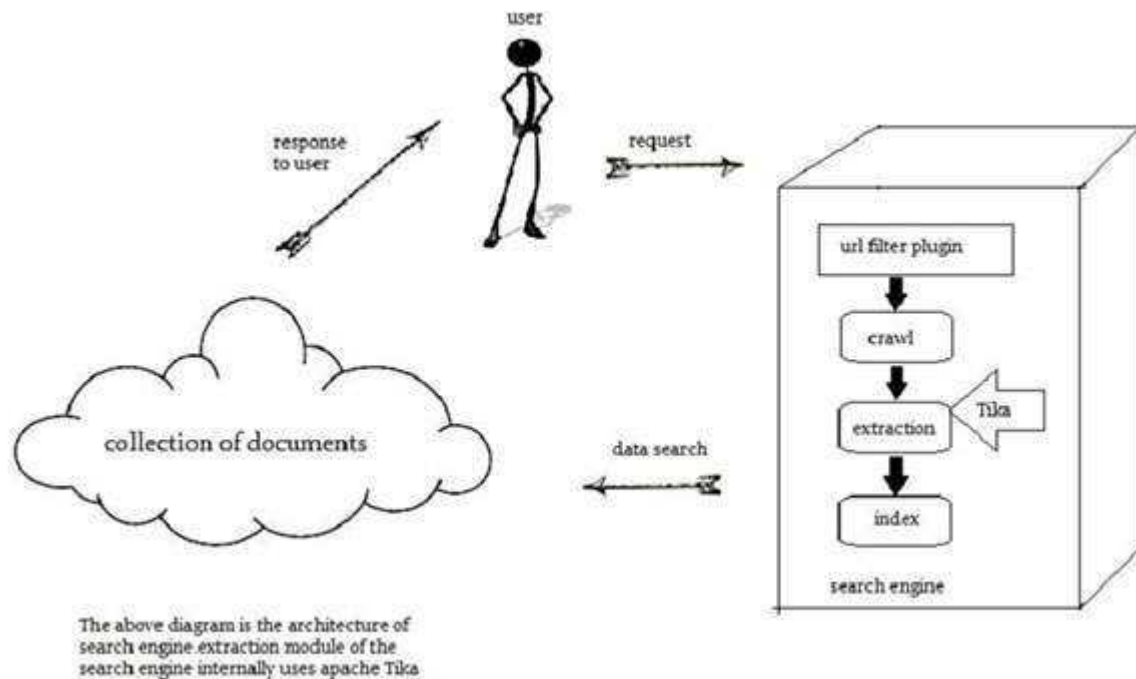 user
response
to user
request
url filter plugin
crawl
extraction
Tika
index
search engine
collection of documents
data search
The above diagram is the architecture of
search engine.extraction module of the
search engine internally uses apache Tika